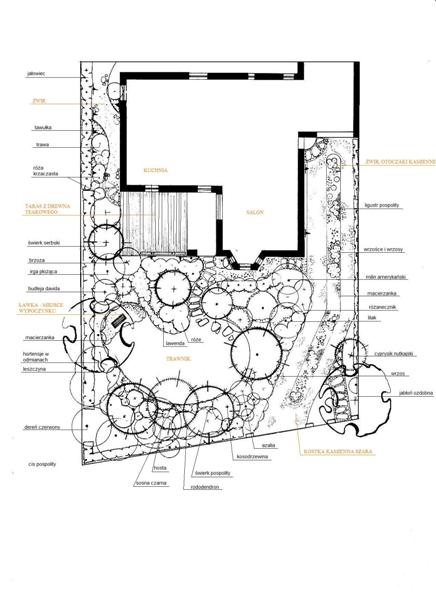 jałowiec
ŻWIR
tawułka
trawa
róża
krzaczasta
TARAS Z DREWNA
TEAKOWEGO
świerk serbski
brzoza
irga płożąca
budleja davida
ŁAWKA - MIEJSCE
WYPOCZYNKU
macierzanka
hortensje w
odmianach
leszczyna
dereń czerwony
cis pospolity
KUCHNIA
SALON
lawenda
róże
TRAWNIK
ŻWIR, OTOCZAKI KAMIENNE
ligustr pospolity
wrzoście i wrzosy
milin amerykański
macierzanka
różanecznik
lilak
cyprysik nutkajski
wrzos
jabłoń ozdobna
KOSTKA KAMIENNA SZARA
azalia
kosodrzewina
świerk pospolity
rododendron
hosta
sosna czarna